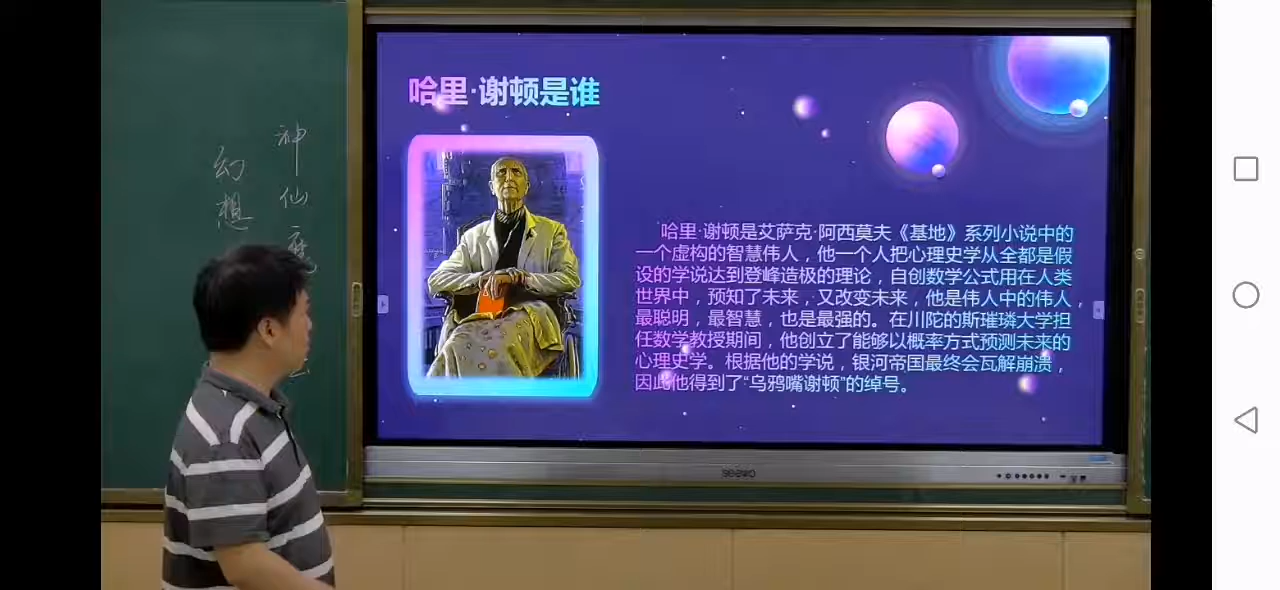 哈里·谢顿是谁
哈里·谢顿是艾萨克·阿西莫夫《基地》系列小说中的
一个虚构的智慧伟人，他一个人把心理史学从全都是假
设的学说达到登峰造极的理论，自创数学公式用在人类
世界中，预知了未来，又改变未来，他是伟人中的伟人，
最聪明，最智慧，也是最强的。在川陀的斯璀璘大学担
任数学教授期间，他创立了能够以概率方式预测未来的
心理史学。根据他的学说，银河帝国最终会瓦解崩溃，
因此他得到了“乌鸦嘴谢顿”的绰号。
神仙
幻想
seewo